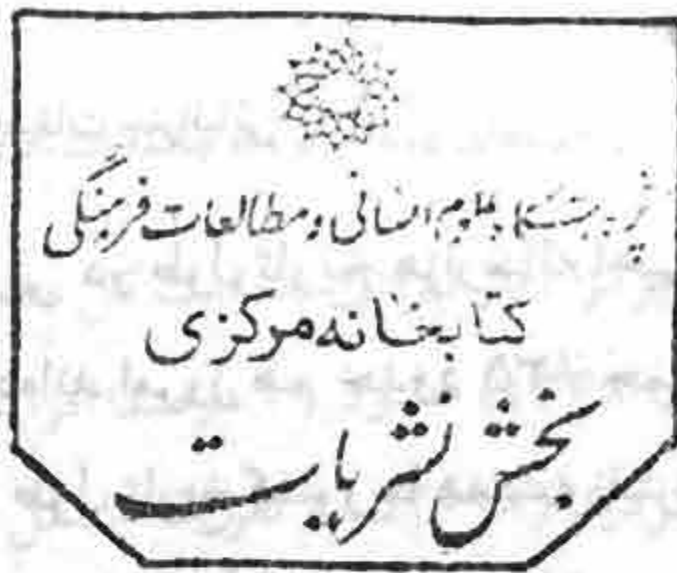 پژوهشگاه علوم انسانی و مطالعات فرهنگی
کتابخانه مرکزی
بخش نشریات